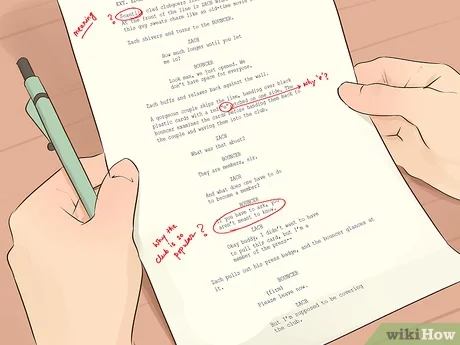 EXT.
meaning ? Scantily clad clubgoers
At the front of the line is ZACH
this guy sweats charm like an old-time movie
Zach shivers and turns to the BOUNCER.
ZACH
How much longer until you let
me in?
BOUNCER
Look man, we just opened. We
don't have space for everyone.
Zach huffs and relaxes back against the wall.
A gorgeous couple skips the line, handing over black
plastic cards with a etched on one side. The why "e"?
bouncer examines the cards before handing them back to
the couple and waving them into the club.
ZACH
What was that about?
BOUNCER
They are members, sir.
ZACH
And what does one have to do
to become a member?
BOUNCER
If you have to ask, you
aren't meant to know.
why the
club is so
popular ?
ZACH
Okay buddy, I didn't want to have
to pull this card, but I'm a
member of the press--
Zach pulls out his press badge, and the bouncer glances at
it.
BOUNCER
(firm)
Please leave now.
ZACH
But I'm supposed to be covering
the club.
wikiHow